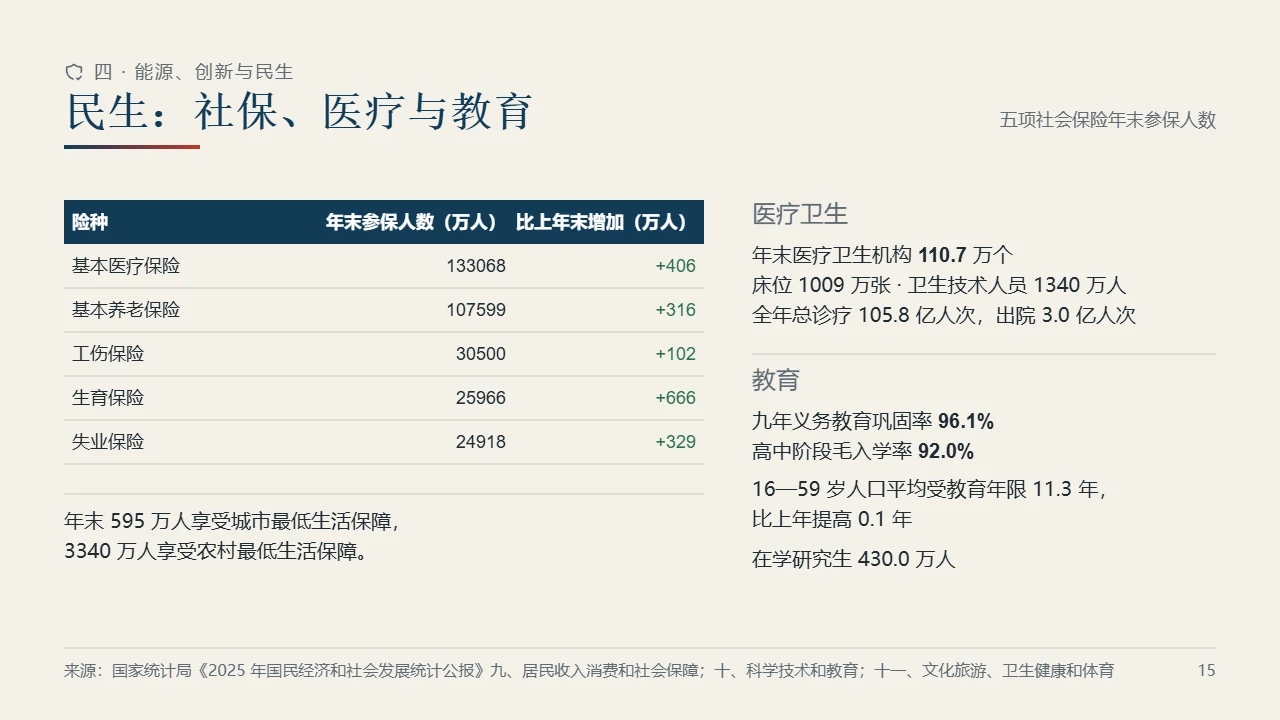 四 · 能源、创新与民生
民生：社保、医疗与教育
五项社会保险年末参保人数
险种 年末参保人数（万人） 比上年末增加（万人）
基本医疗保险 133068 +406
基本养老保险 107599 +316
工伤保险 30500 +102
生育保险 25966 +666
失业保险 24918 +329
年末 595 万人享受城市最低生活保障，
3340 万人享受农村最低生活保障。
医疗卫生
年末医疗卫生机构 110.7 万个
床位 1009 万张 · 卫生技术人员 1340 万人
全年总诊疗 105.8 亿人次，出院 3.0 亿人次
教育
九年义务教育巩固率 96.1%
高中阶段毛入学率 92.0%
16—59 岁人口平均受教育年限 11.3 年，
比上年提高 0.1 年
在学研究生 430.0 万人
来源：国家统计局《2025 年国民经济和社会发展统计公报》九、居民收入消费和社会保障；十、科学技术和教育；十一、文化旅游、卫生健康和体育
15